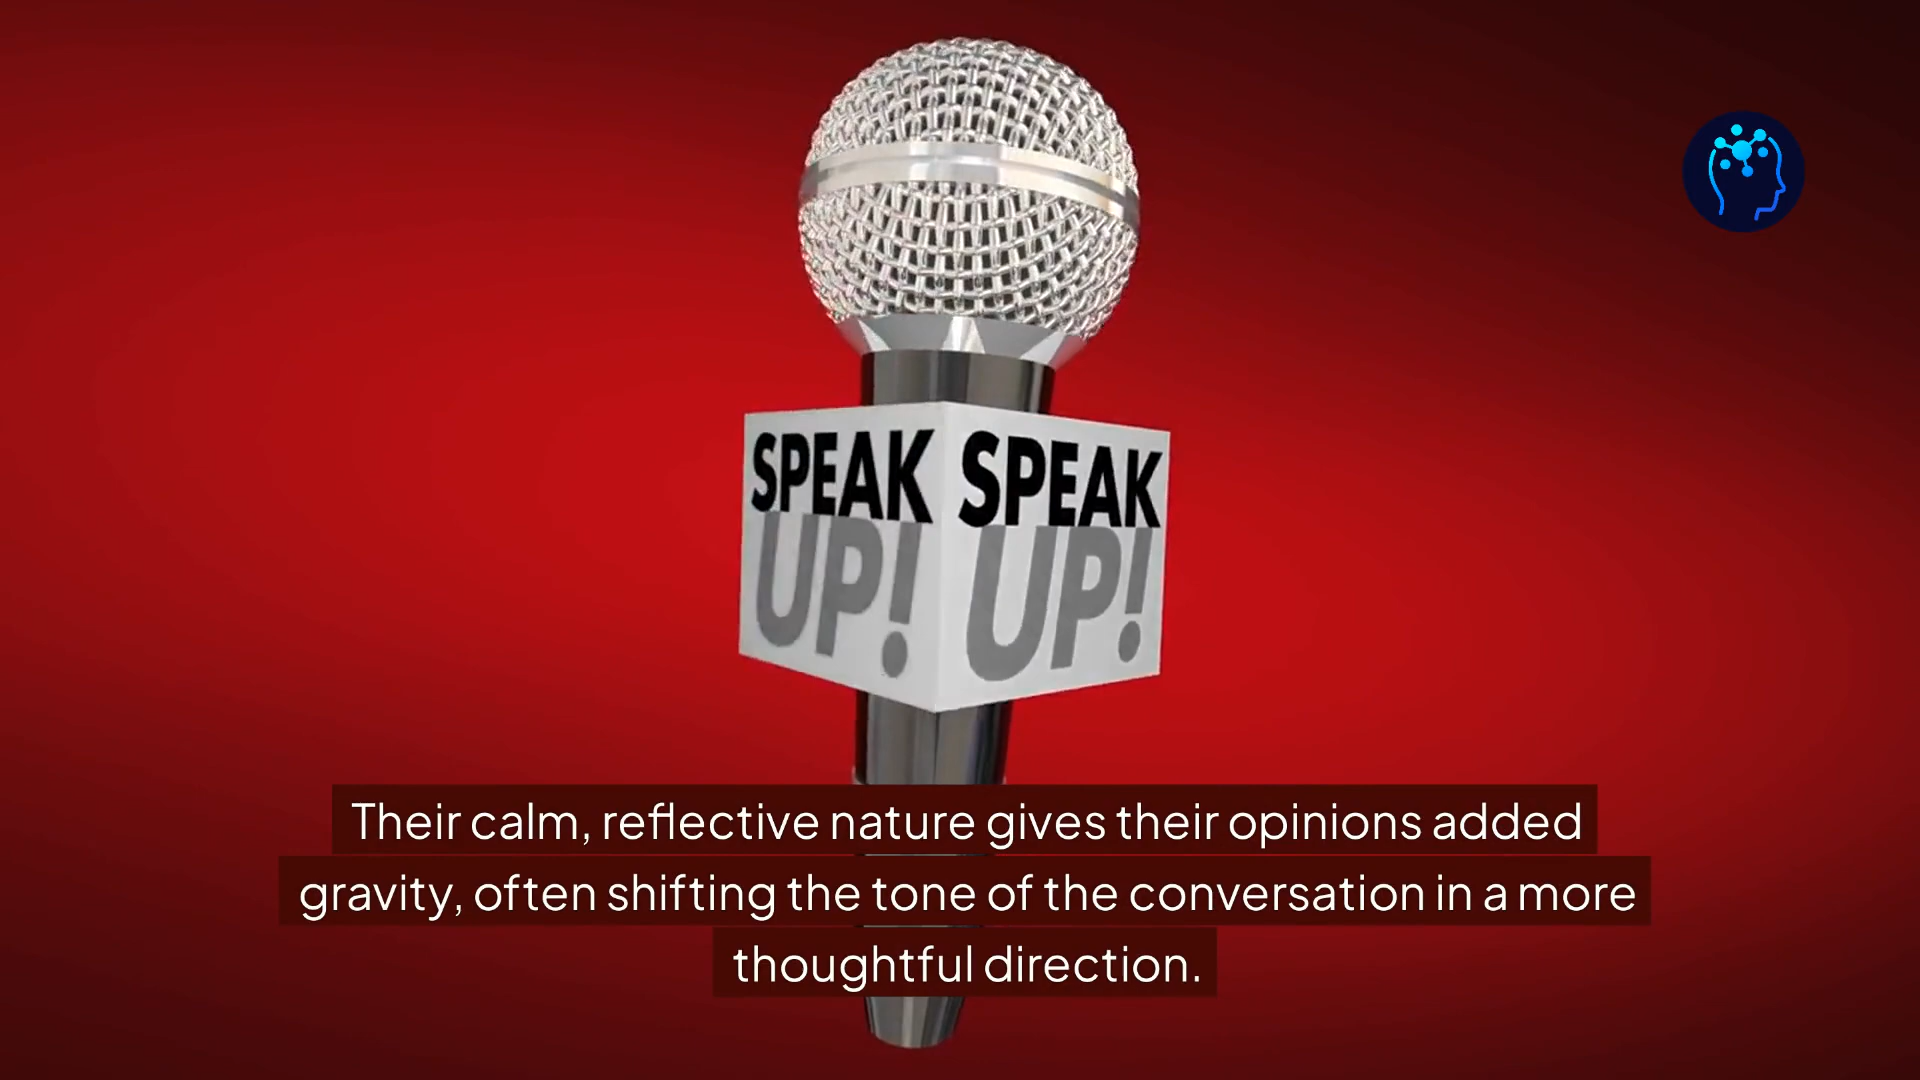 SPEAK SPEAK
UP! UP!
Their calm, reflective nature gives their opinions added
gravity, often shifting the tone of the conversation in a more
thoughtful direction.